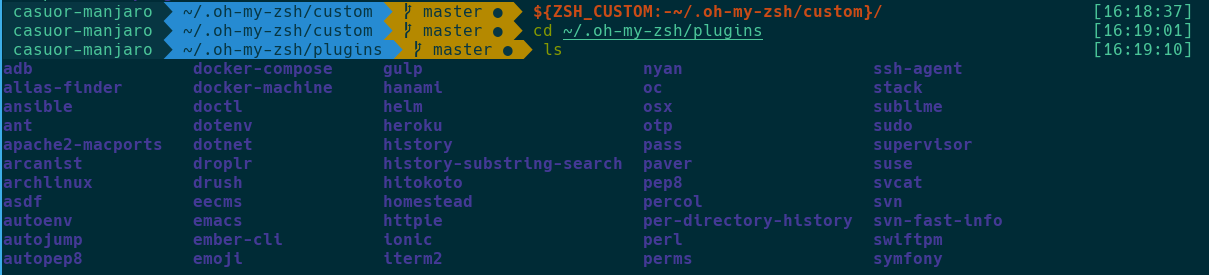 casuor-manjaro ~/.oh-my-zsh/custom master ● ${ZSH_CUSTOM:-~/.oh-my-zsh/custom}/ [16:18:37]
casuor-manjaro ~/.oh-my-zsh/custom master ● cd ~/.oh-my-zsh/plugins [16:19:01]
casuor-manjaro ~/.oh-my-zsh/plugins master ● ls [16:19:10]
adb docker-compose gulp nyan ssh-agent
alias-finder docker-machine hanami oc stack
ansible doctl helm osx sublime
ant dotenv heroku otp sudo
apache2-macports dotnet history pass supervisor
arcanist droplr history-substring-search paver suse
archlinux drush hitokoto pep8 svcat
asdf eecms homestead percol svn
autoenv emacs httpie per-directory-history svn-fast-info
autojump ember-cli ionic perl swiftpm
autopep8 emoji iterm2 perms symfony